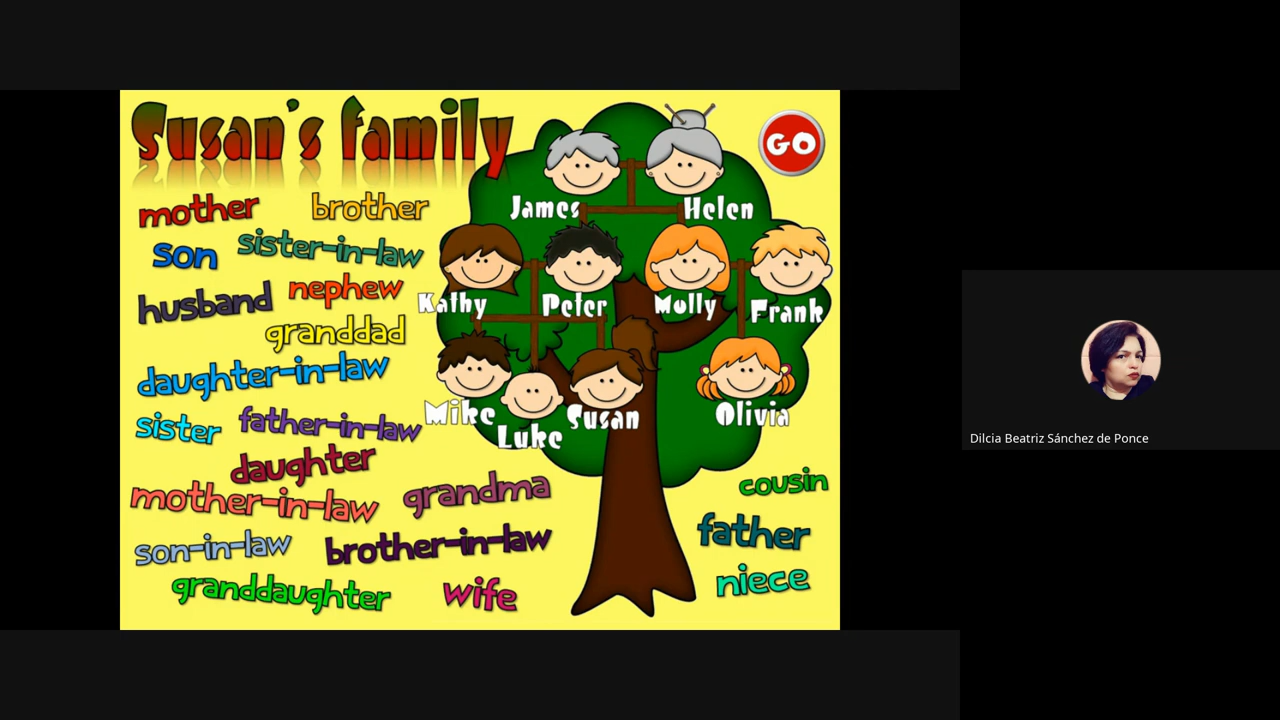 Susan's family
GO
mother
brother
son
sister-in-law
husband
nephew
granddad
daughter-in-law
sister
father-in-law
daughter
mother-in-law
grandma
son-in-law
brother-in-law
granddaughter
wife
James
Helen
Kathy
Peter
Molly
Frank
Mike
Luke
Susan
Olivia
cousin
father
niece
Dilcia Beatriz Sánchez de Ponce